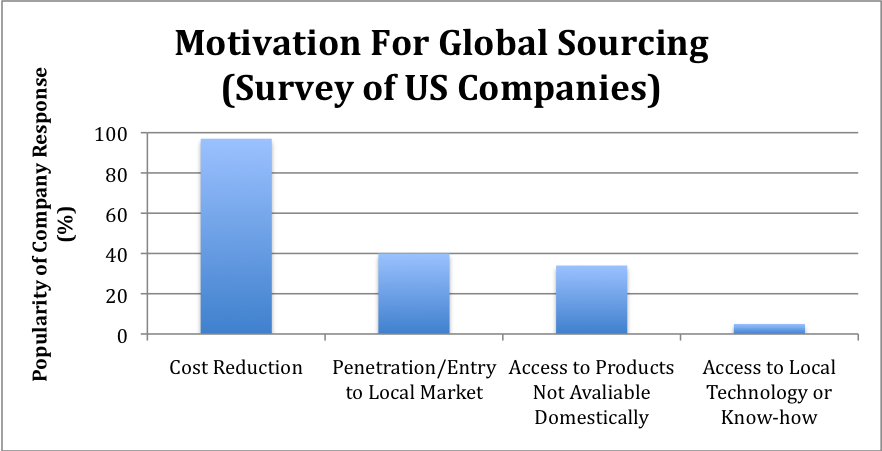 Motivation For Global Sourcing
(Survey of US Companies)
Popularity of Company Response
(%)
100
80
60
40
20
0
Cost Reduction
Penetration/Entry
to Local Market
Access to Products
Not Avaliable
Domestically
Access to Local
Technology or
Know-how